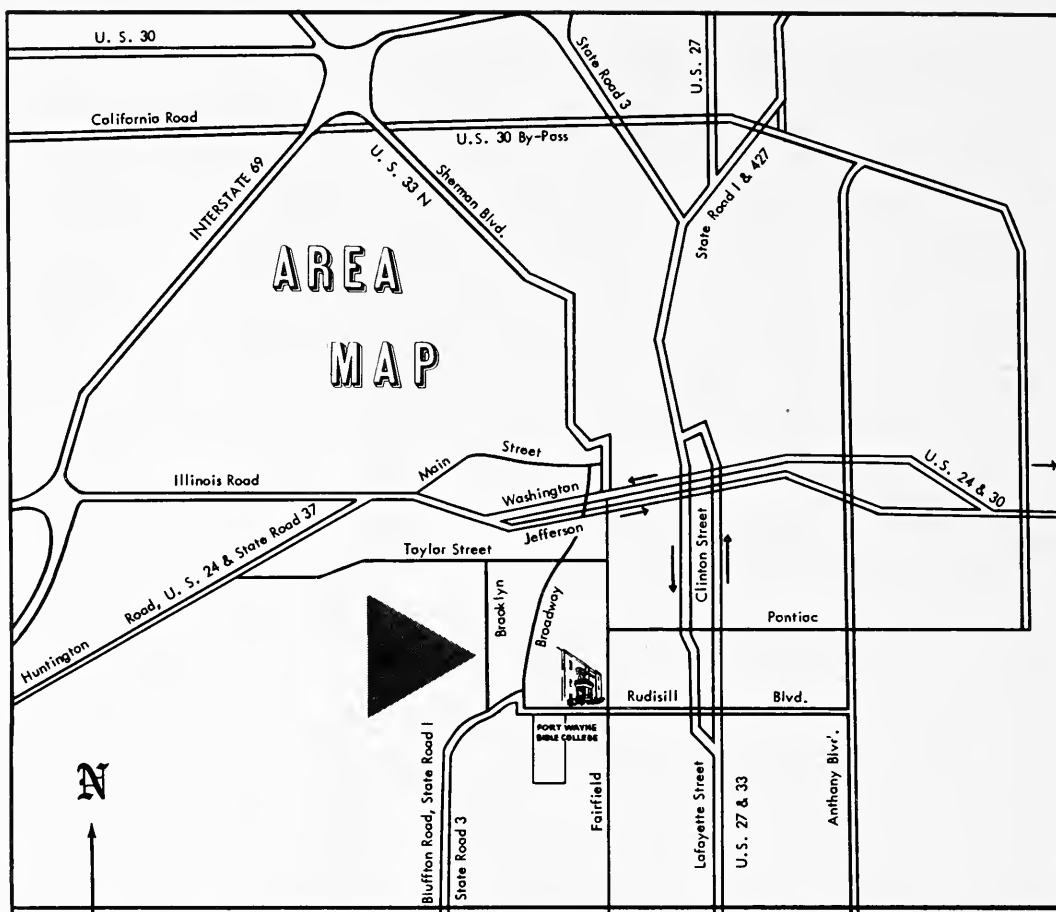 U. S. 30
State Road 3
U.S. 27
California Road
U.S. 30 By-Pass
INTERSTATE 69
U. S. 33 N
Sherman Blvd.
State Road 1 & 427
AREA
MAP
Main
Street
Illinois Road
Washington
U.S. 24 & 30
Jefferson
Taylor Street
Huntington
Road, U. S. 24 & State Road 37
Brooklyn
Broadway
Clinton Street
Pontiac
Rudisill
Blvd.
FORT WAYNE
BIBLE COLLEGE
N
Bluffton Road, State Road 1
State Road 3
Fairfield
Lafayette Street
U.S. 27 & 33
Anthany Blvr'.